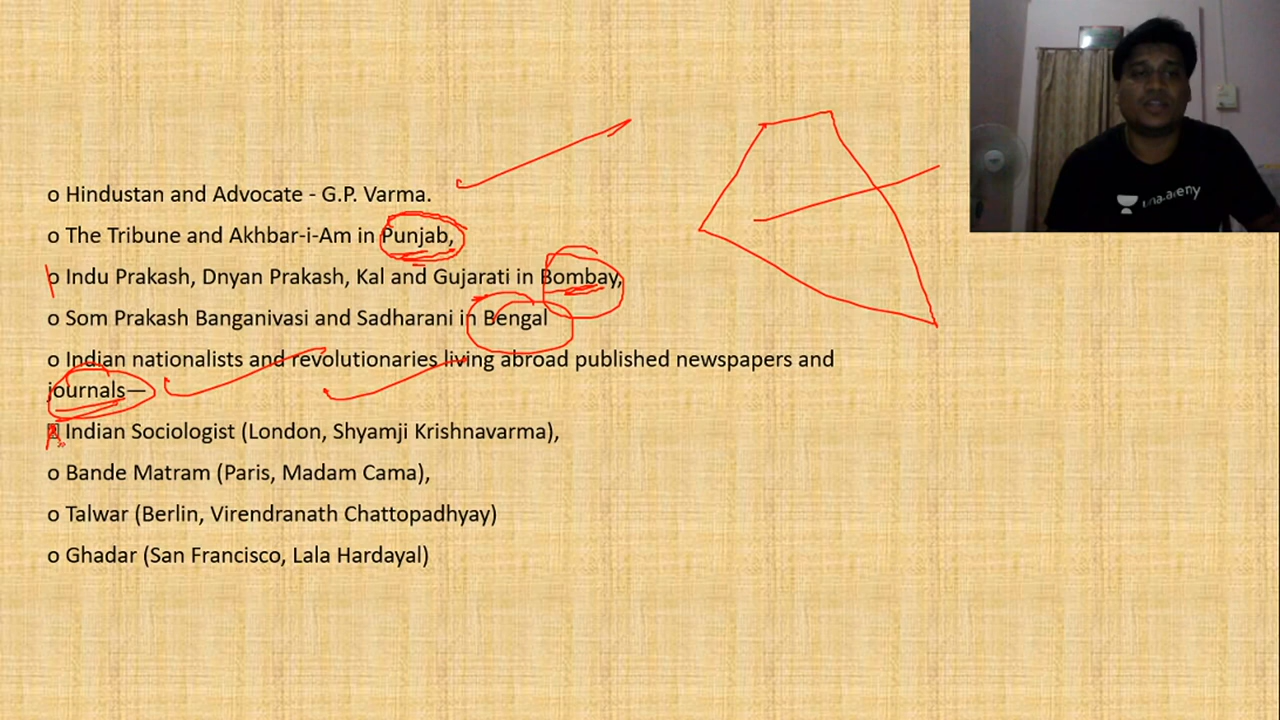 o Hindustan and Advocate - G.P. Varma.
o The Tribune and Akhbar-i-Am in Punjab,
o Indu Prakash, Dnyan Prakash, Kal and Gujarati in Bombay,
o Som Prakash Banganivasi and Sadharani in Bengal
o Indian nationalists and revolutionaries living abroad published newspapers and
journals—
Indian Sociologist (London, Shyamji Krishnavarma),
o Bande Matram (Paris, Madam Cama),
o Talwar (Berlin, Virendranath Chattopadhyay)
o Ghadar (San Francisco, Lala Hardayal)